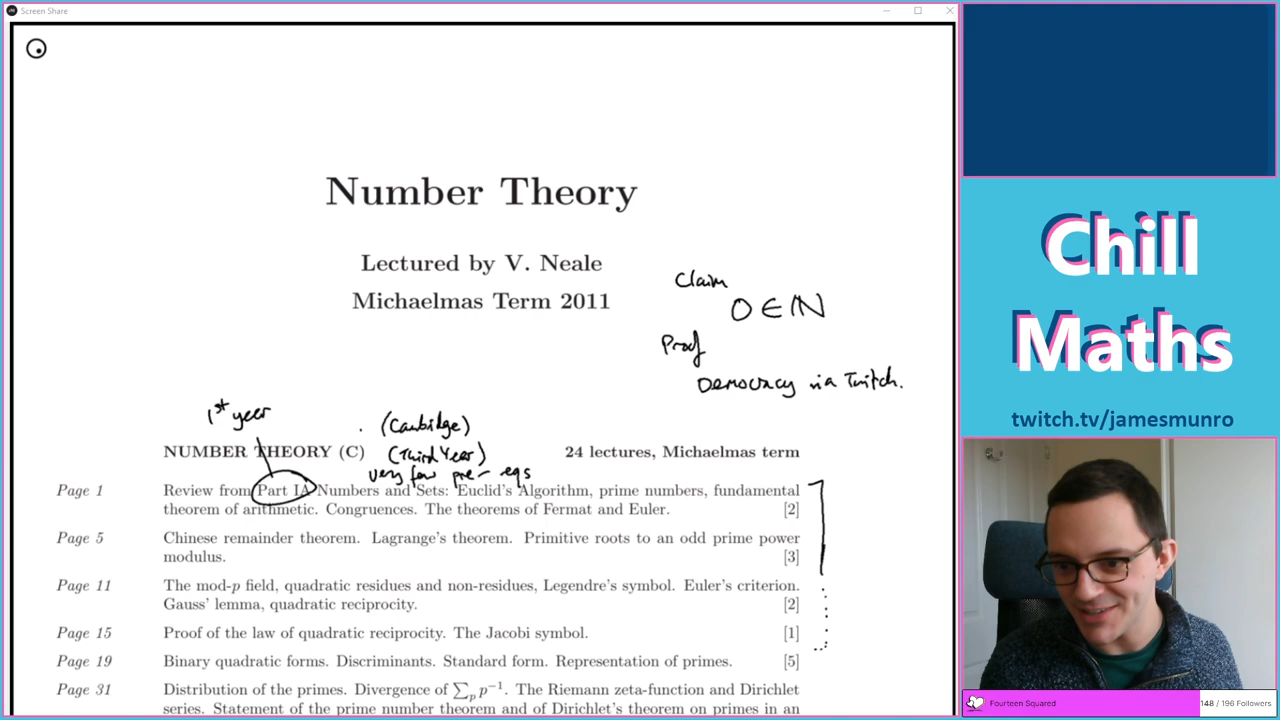 Screen Share
Number Theory
Lectured by V. Neale
Michaelmas Term 2011
Claim
0 ∈ ℕ
Proof
Democracy via Twitch.
1st year
(Cambridge)
(Third Year)
very few pre-reqs
NUMBER THEORY (C)
24 lectures, Michaelmas term
Page 1
Review from Part IA Numbers and Sets: Euclid's Algorithm, prime numbers, fundamental
theorem of arithmetic. Congruences. The theorems of Fermat and Euler. [2]
Page 5
Chinese remainder theorem. Lagrange's theorem. Primitive roots to an odd prime power
modulus. [3]
Page 11
The mod-p field, quadratic residues and non-residues, Legendre's symbol. Euler's criterion.
Gauss' lemma, quadratic reciprocity. [2]
Page 15
Proof of the law of quadratic reciprocity. The Jacobi symbol. [1]
Page 19
Binary quadratic forms. Discriminants. Standard form. Representation of primes. [5]
Page 31
Distribution of the primes. Divergence of ∑ₚ p⁻¹. The Riemann zeta-function and Dirichlet
series. Statement of the prime number theorem and of Dirichlet's theorem on primes in an
Chill
Maths
twitch.tv/jamesmunro
Fourteen Squared
148 / 196 Followers